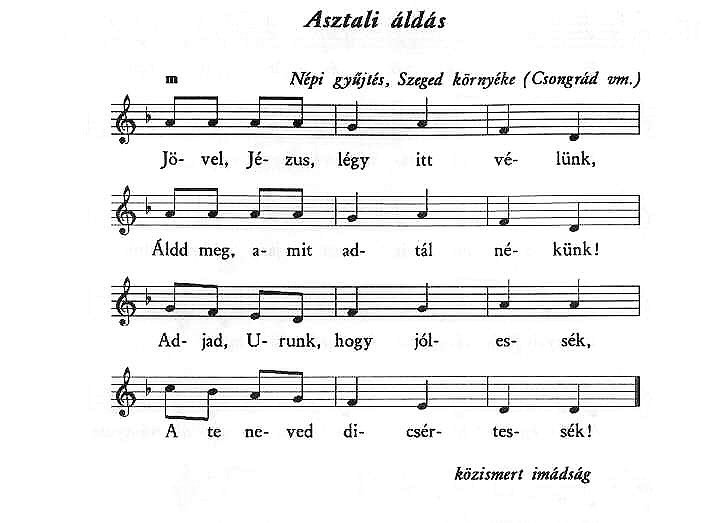 Asztali áldás
m Népi gyűjtés, Szeged környéke (Csongrád vm.)
Jö- vel, Jé- zus, légy itt vé- lünk,
Áldd meg, a- mit ad- tál né- künk!
Ad- jad, U- runk, hogy jól- es- sék,
A te ne- ved di- csér- tes- sék!
közismert imádság